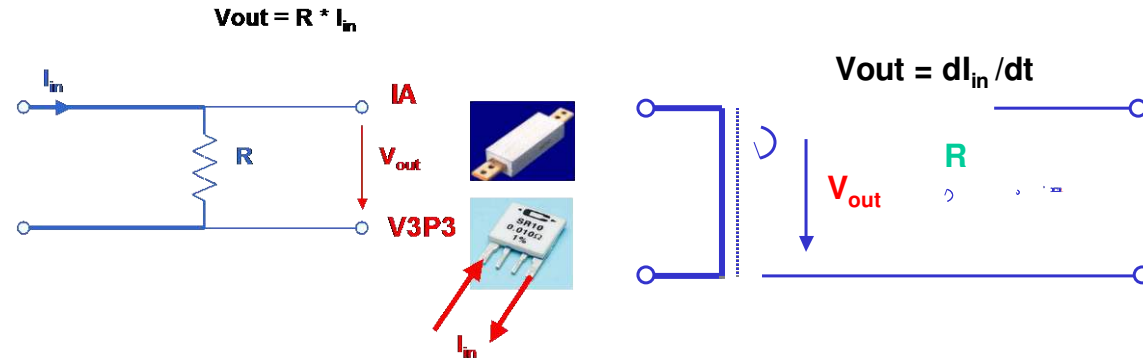 Vout = R * Iin
Iin
IA
R
Vout
V3P3
SR10
0.010Ω
1%
Iin
Vout = dIin /dt
R
Vout